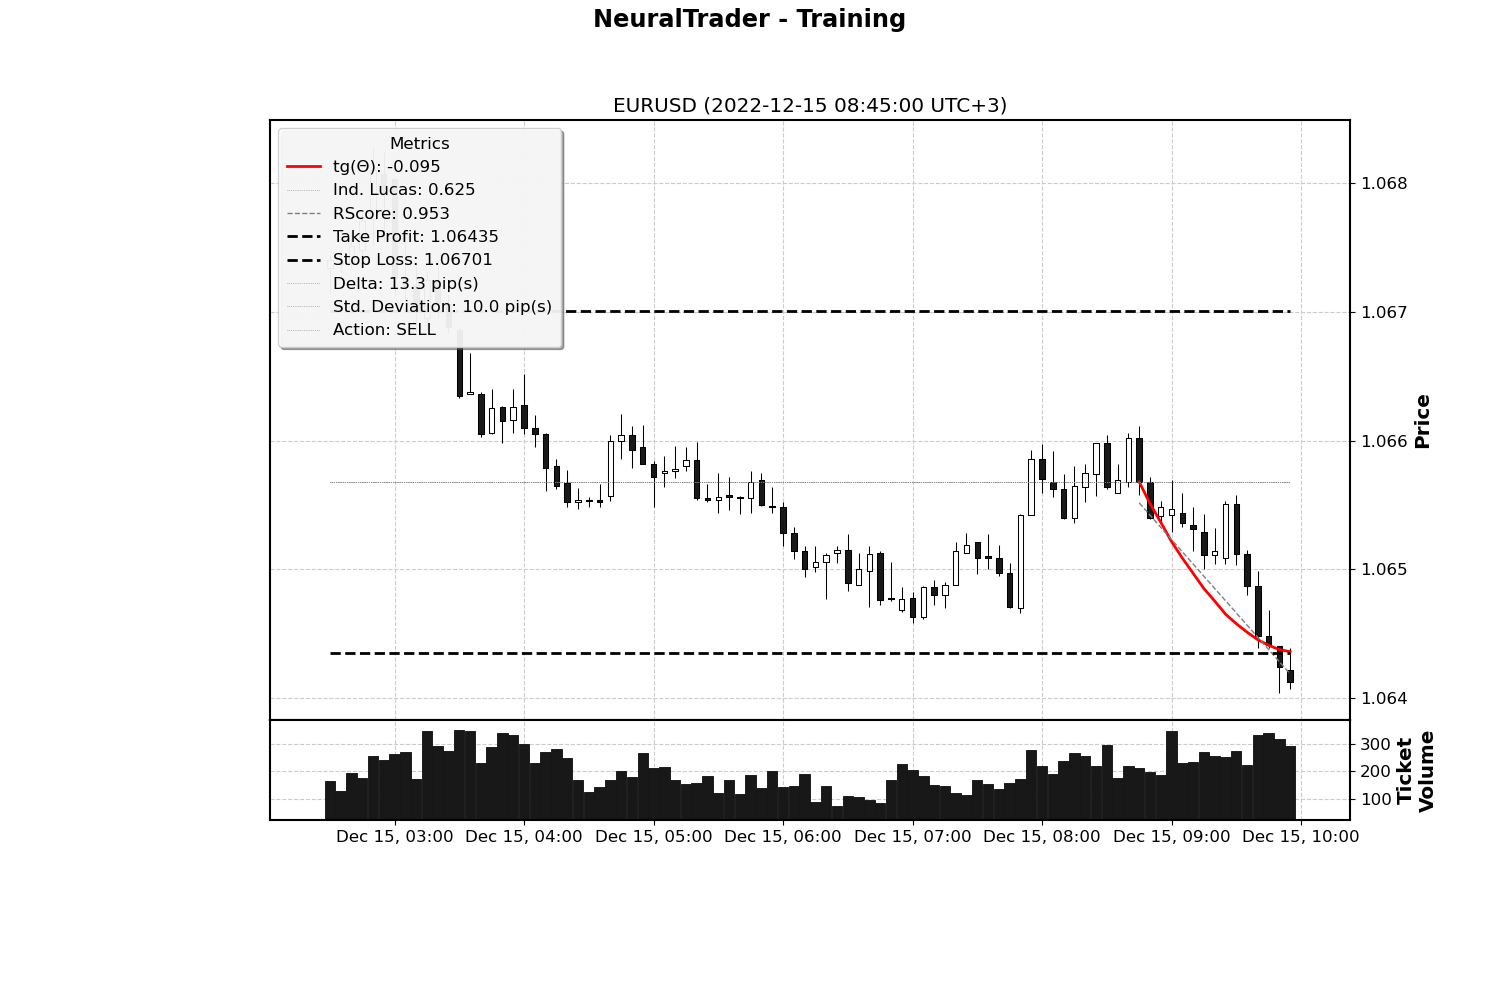 NeuralTrader - Training
EURUSD (2022-12-15 08:45:00 UTC+3)
Metrics
tg(Θ): -0.095
Ind. Lucas: 0.625
RScore: 0.953
Take Profit: 1.06435
Stop Loss: 1.06701
Delta: 13.3 pip(s)
Std. Deviation: 10.0 pip(s)
Action: SELL
1.068
1.067
1.066
1.065
1.064
Price
300
200
100
Ticket
Volume
Dec 15, 03:00 Dec 15, 04:00 Dec 15, 05:00 Dec 15, 06:00 Dec 15, 07:00 Dec 15, 08:00 Dec 15, 09:00 Dec 15, 10:00